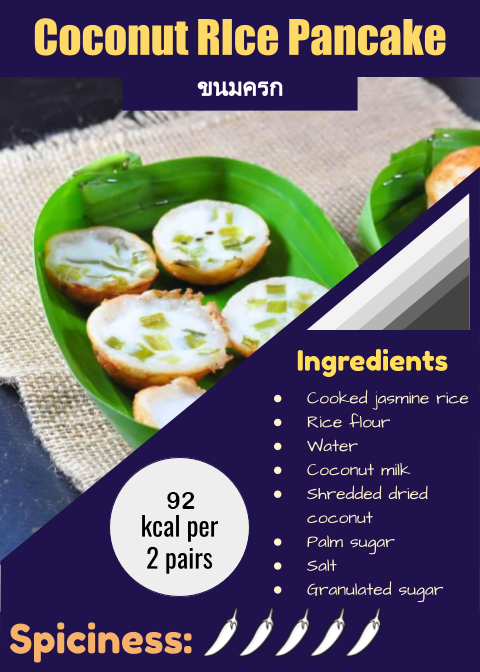 Coconut RIce Pancake
ขนมครก
Ingredients
Cooked jasmine rice
Rice flour
Water
Coconut milk
Shredded dried
coconut
Palm sugar
Salt
Granulated sugar
92
kcal per
2 pairs
Spiciness: